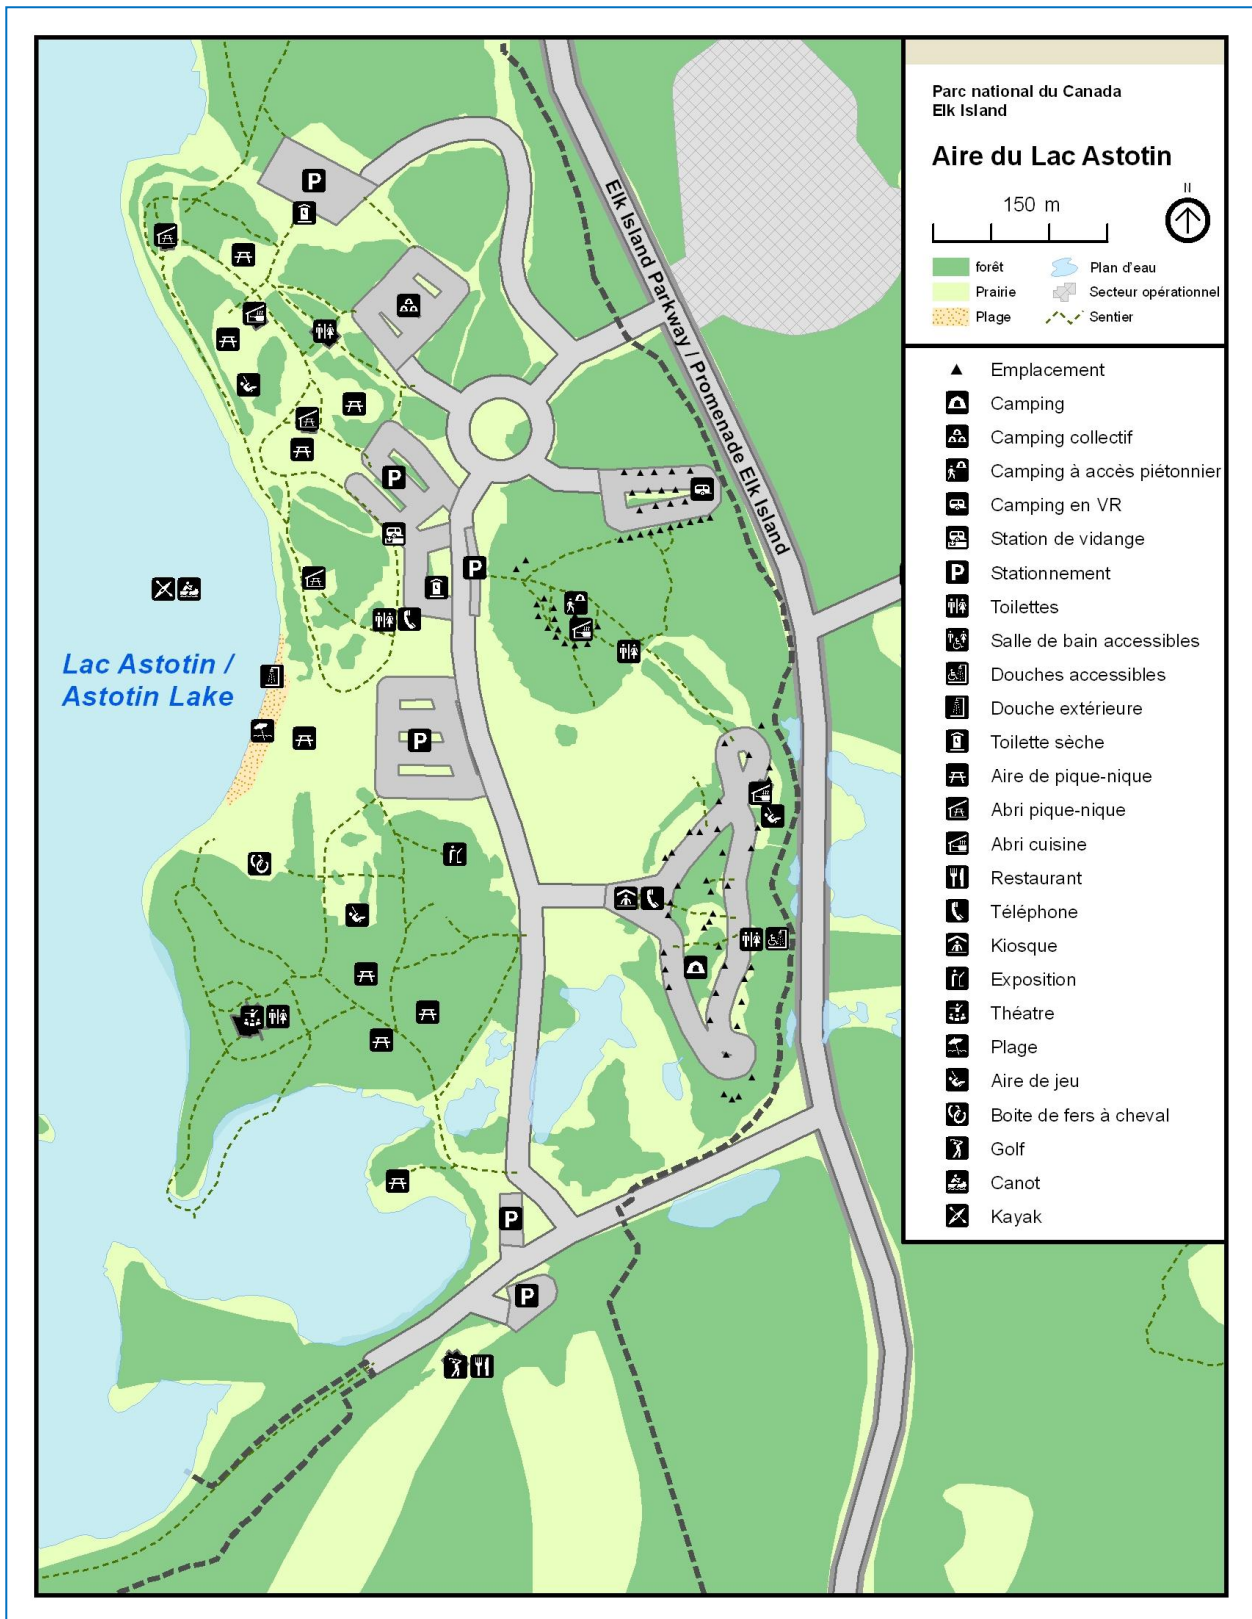 Parc national du Canada
Elk Island
Aire du Lac Astotin
150 m
N
forêt
Plan d'eau
Prairie
Secteur opérationnel
Plage
Sentier
Emplacement
Camping
Camping collectif
Camping à accès piétonnier
Camping en VR
Station de vidange
P Stationnement
Toilettes
Salle de bain accessibles
Douches accessibles
Douche extérieure
Toilette sèche
Aire de pique-nique
Abri pique-nique
Abri cuisine
Restaurant
Téléphone
Kiosque
Exposition
Théatre
Plage
Aire de jeu
Boite de fers à cheval
Golf
Canot
Kayak
Elk Island Parkway / Promenade Elk Island
Lac Astotin /
Astotin Lake
P
P
P
P
P
P